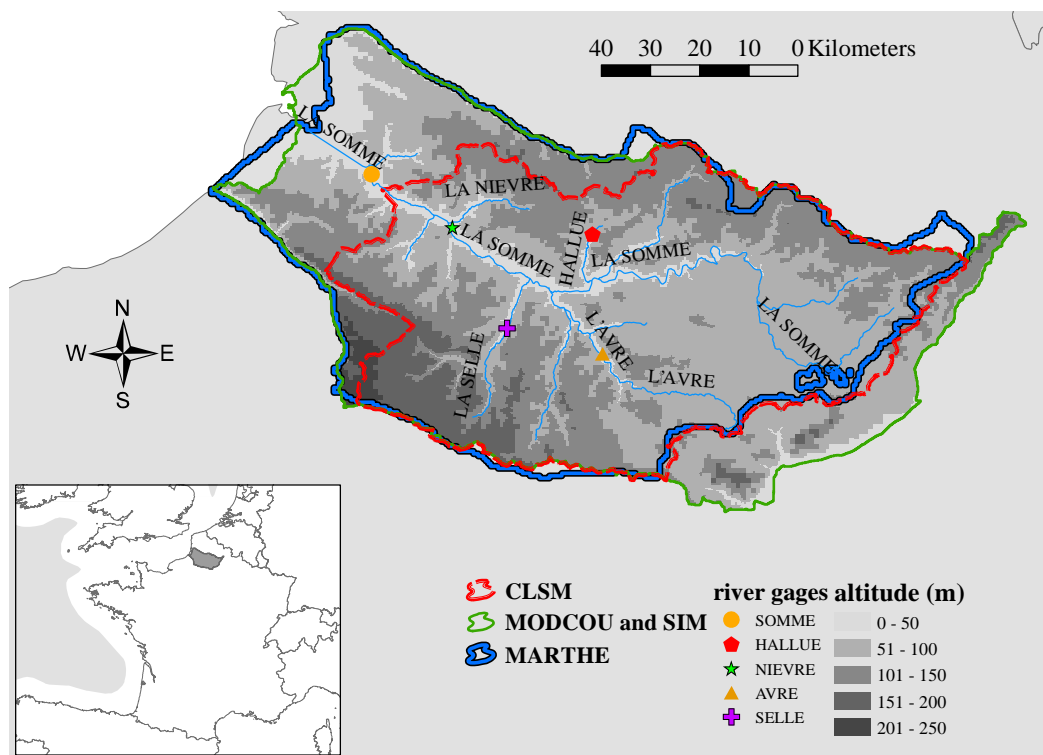 40 30 20 10 0 Kilometers
LA SOMME
LA NIEVRE
LA SOMME
HALLUE
LA SOMME
LA SOMME
L'AVRE
L'AVRE
LA SELLE
N
W E
S
CLSM
MODCOU and SIM
MARTHE
river gages
SOMME
HALLUE
NIEVRE
AVRE
SELLE
altitude (m)
0 - 50
51 - 100
101 - 150
151 - 200
201 - 250